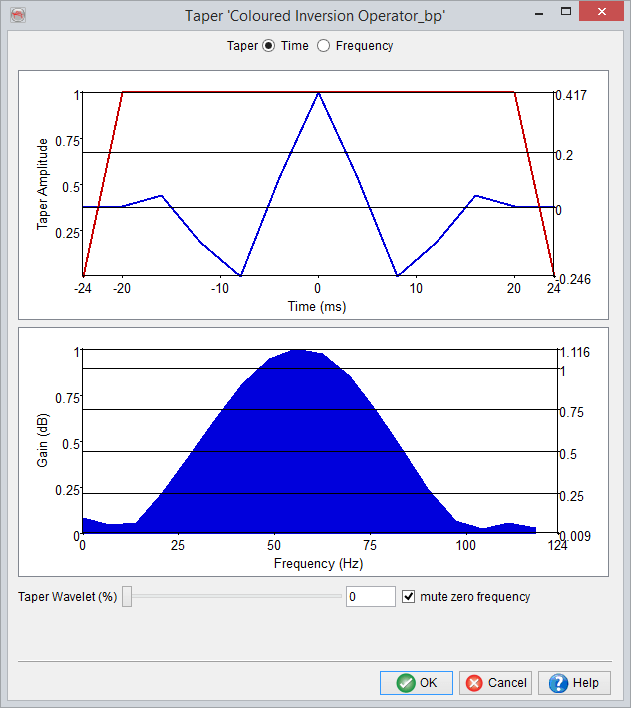 Taper 'Coloured Inversion Operator_bp'
Taper Time Frequency
1 0.417
0.75
0.2
0.5
0
0.25
-0.246
Taper Amplitude
-24 -20 -10 0 10 20 24
Time (ms)
1 1.116
1
0.75 0.75
0.5 0.5
0.25 0.25
0 0.009
Gain (dB)
0 25 50 75 100 124
Frequency (Hz)
Taper Wavelet (%) 0 mute zero frequency
OK Cancel Help